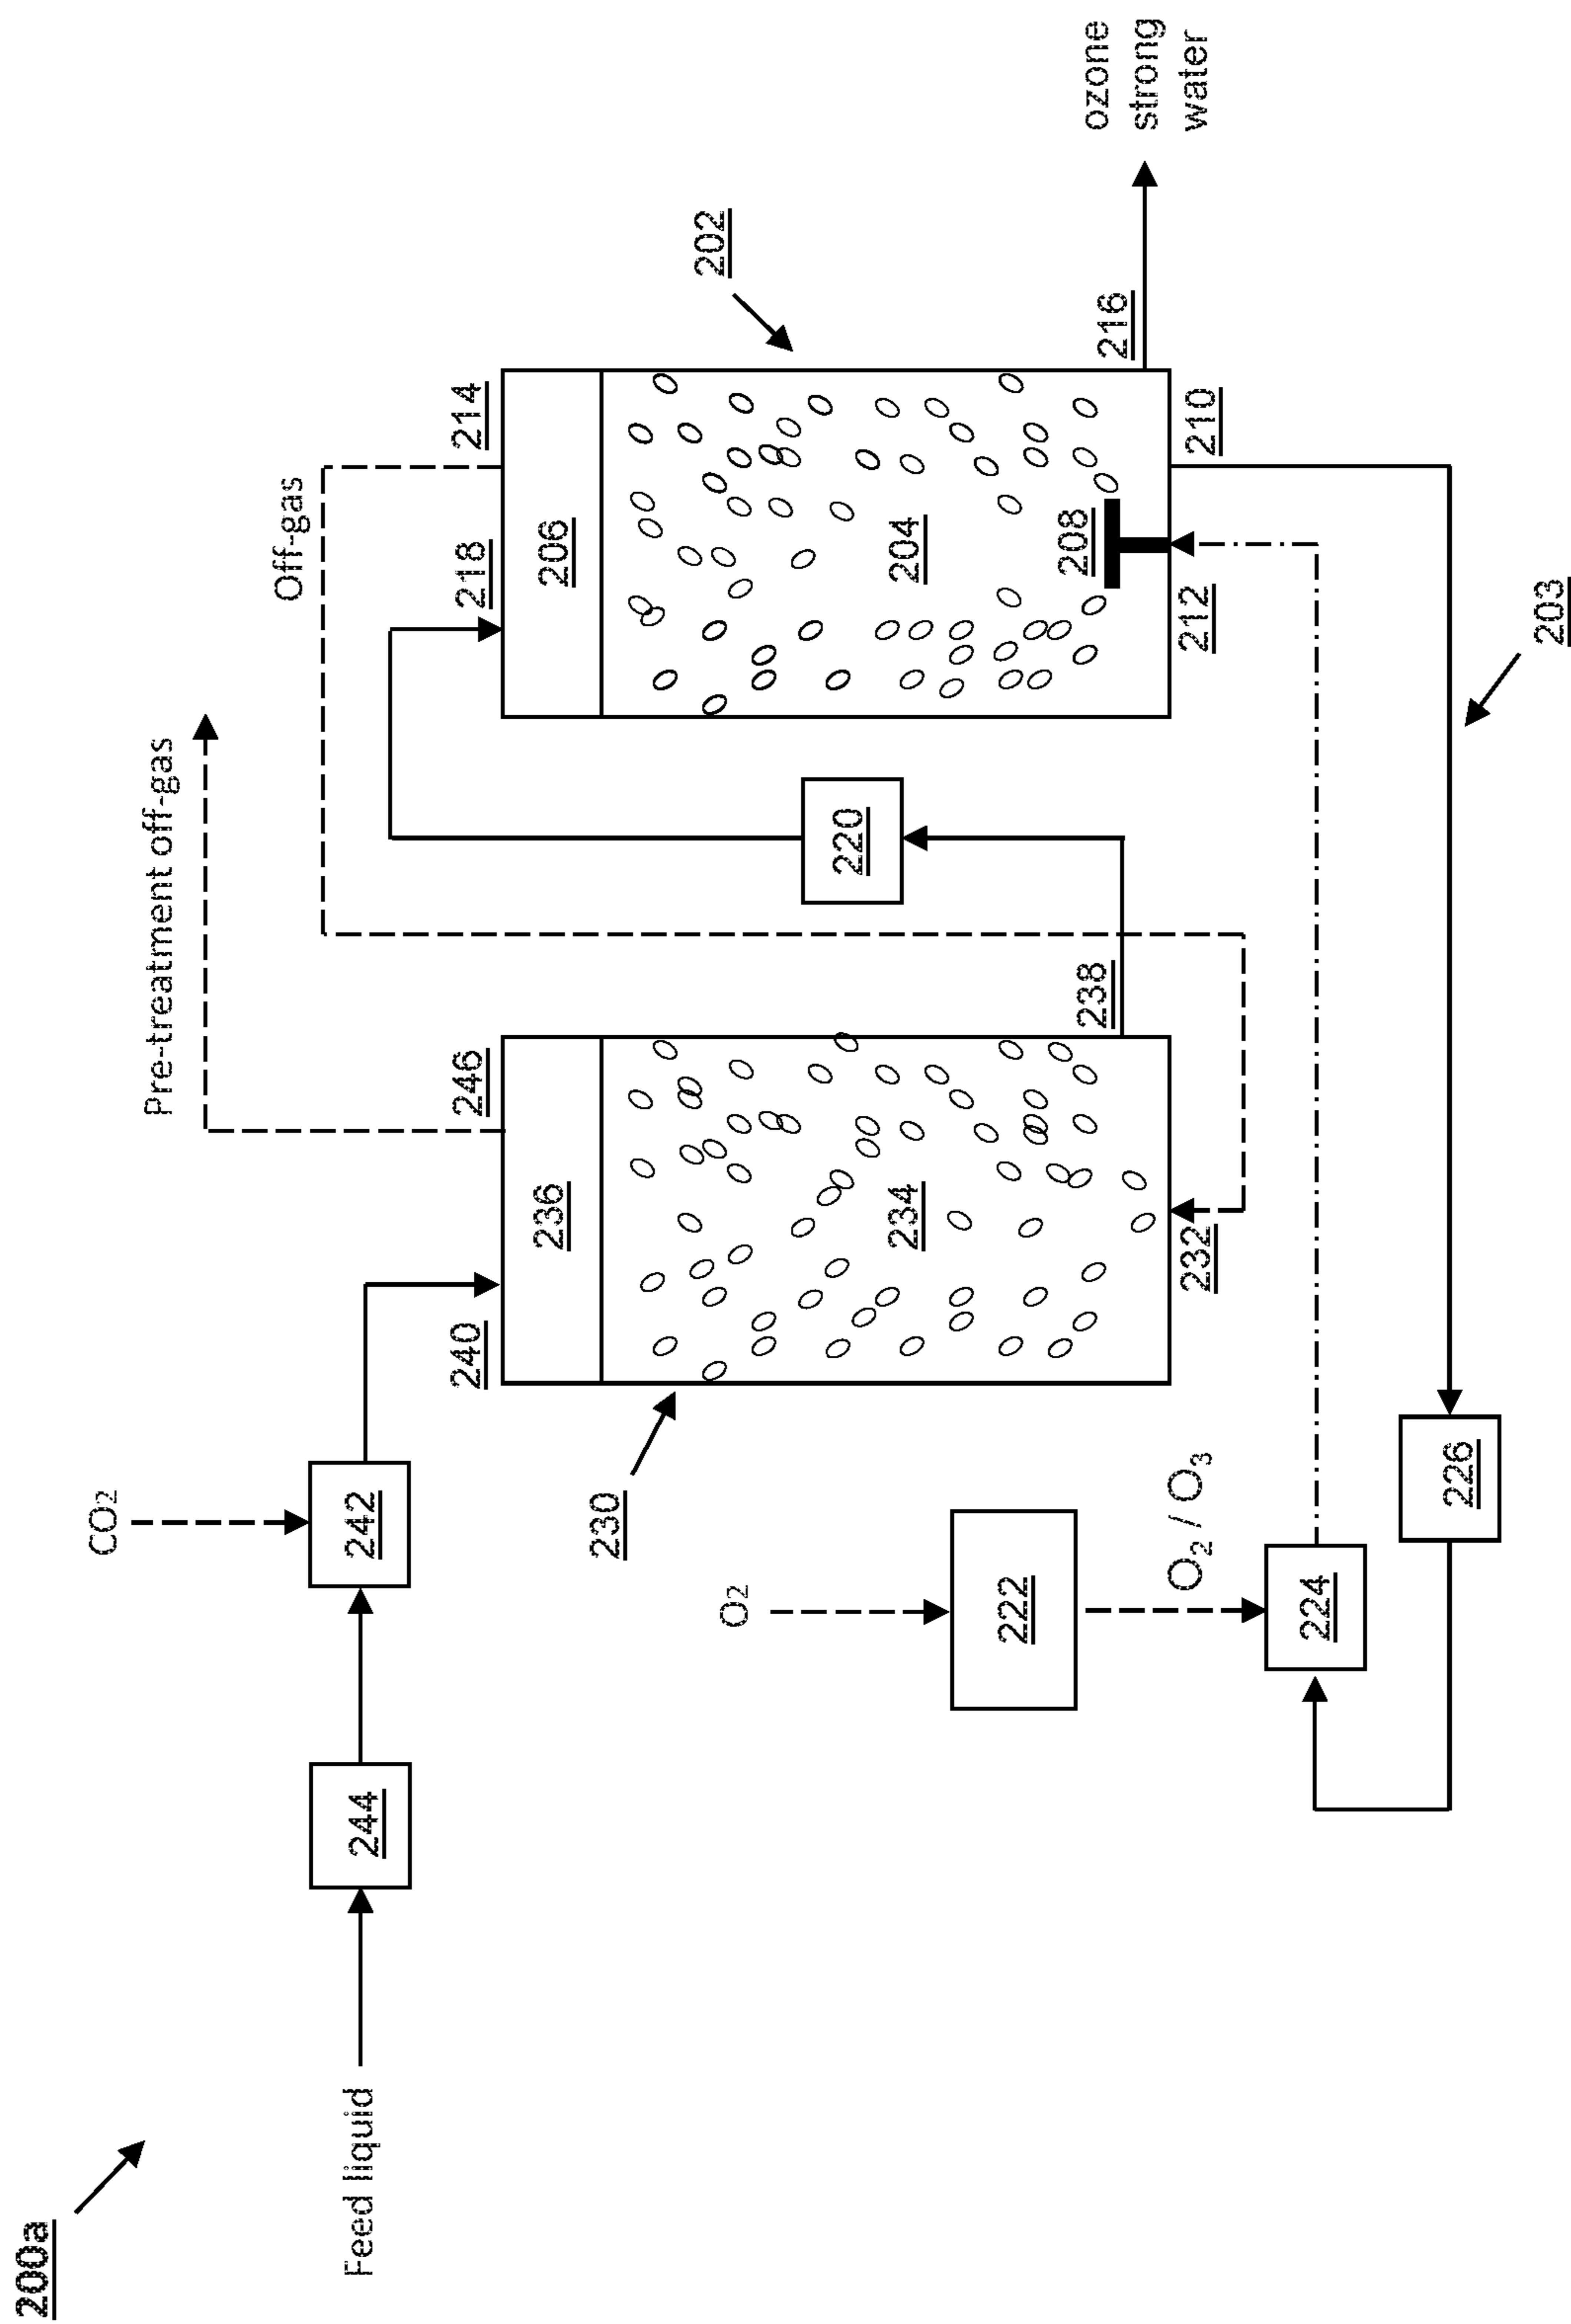 200a
Feed liquid
244
242
CO2
240
246
Pre-treatment off-gas
236
234
230
232
238
220
Off-gas
218
214
206
204
208
202
212
210
216
ozone
strong
water
O2
222
O2 / O3
224
226
203